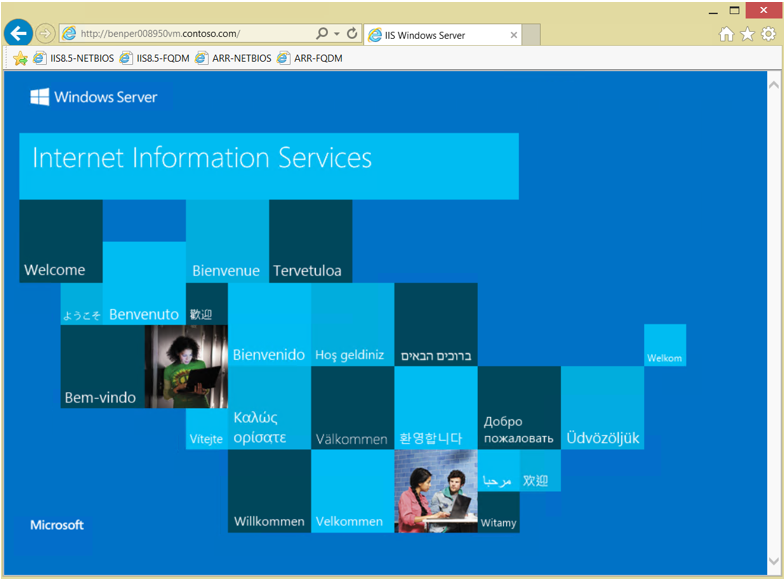 http://benper008950vm.contoso.com/
IIS Windows Server
IIS8.5-NETBIOS
IIS8.5-FQDM
ARR-NETBIOS
ARR-FQDM
Windows Server
Internet Information Services
Welcome
Bienvenue
Tervetuloa
ようこそ
Benvenuto
歡迎
Bienvenido
Hoş geldiniz
ברוכים הבאים
Welkom
Bem-vindo
Vítejte
Καλώς
ορίσατε
Välkommen
환영합니다
Добро
пожаловать
Üdvözöljük
مرحبا
欢迎
Willkommen
Velkommen
Witamy
Microsoft